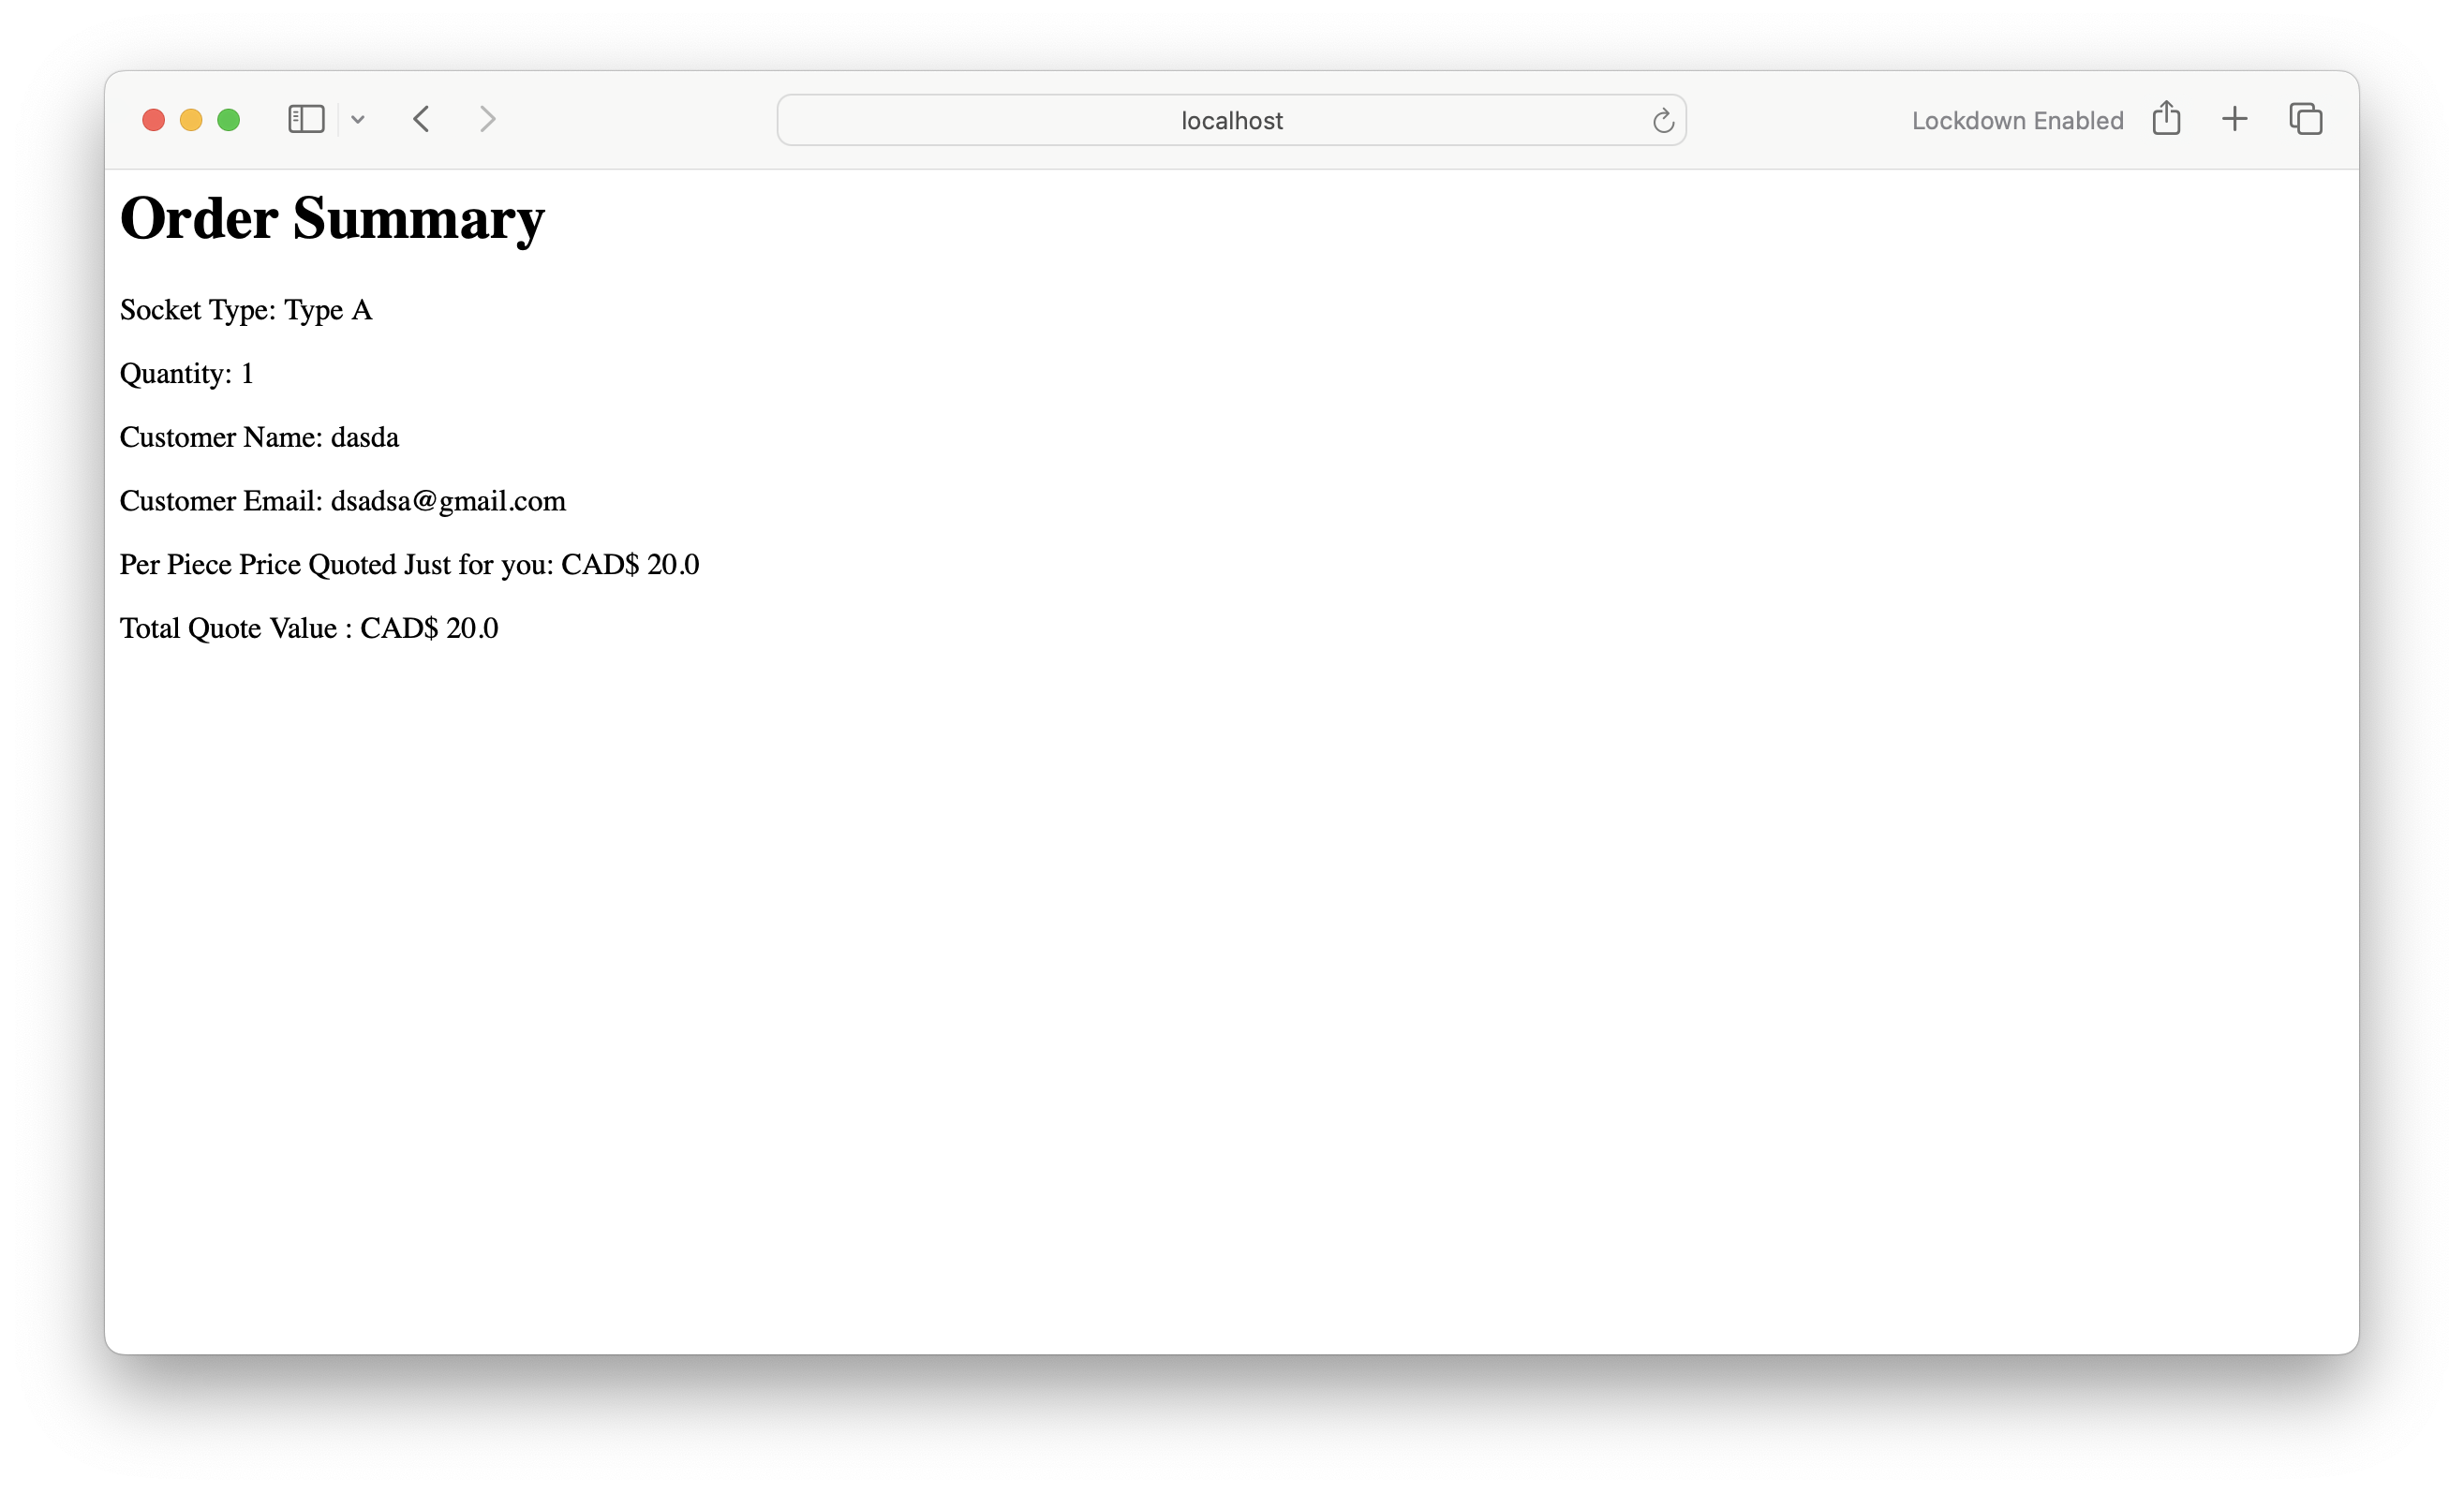 localhost
Lockdown Enabled
Order Summary
Socket Type: Type A
Quantity: 1
Customer Name: dasda
Customer Email: dsadsa@gmail.com
Per Piece Price Quoted Just for you: CAD$ 20.0
Total Quote Value : CAD$ 20.0